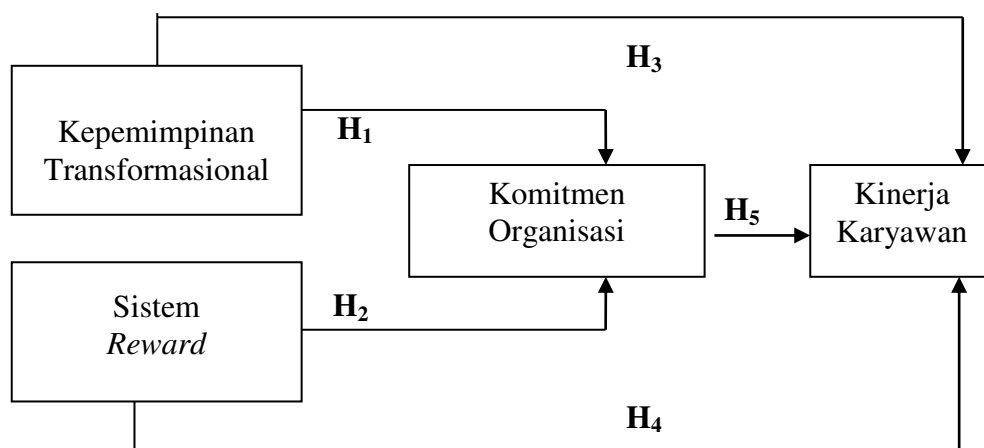 H₃
Kepemimpinan
Transformasional
H₁
Komitmen
Organisasi
H₅
Kinerja
Karyawan
Sistem
Reward
H₂
H₄